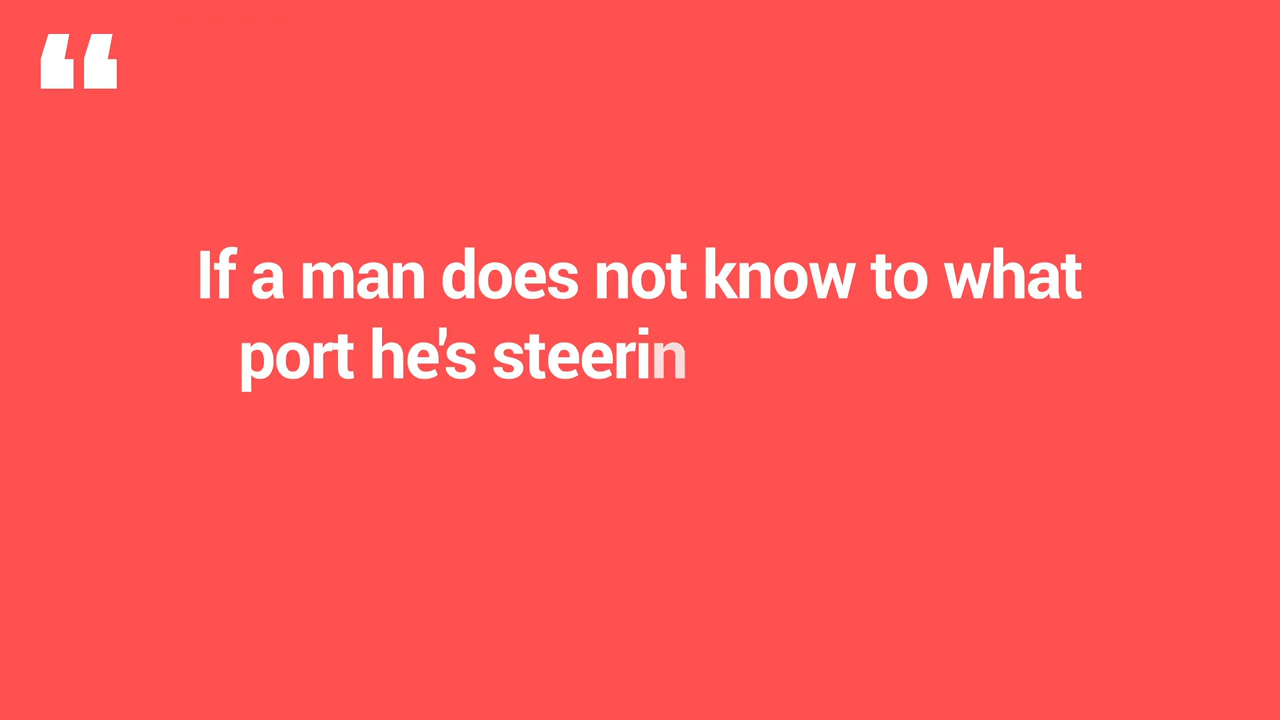 “
If a man does not know to what
port he's steerin